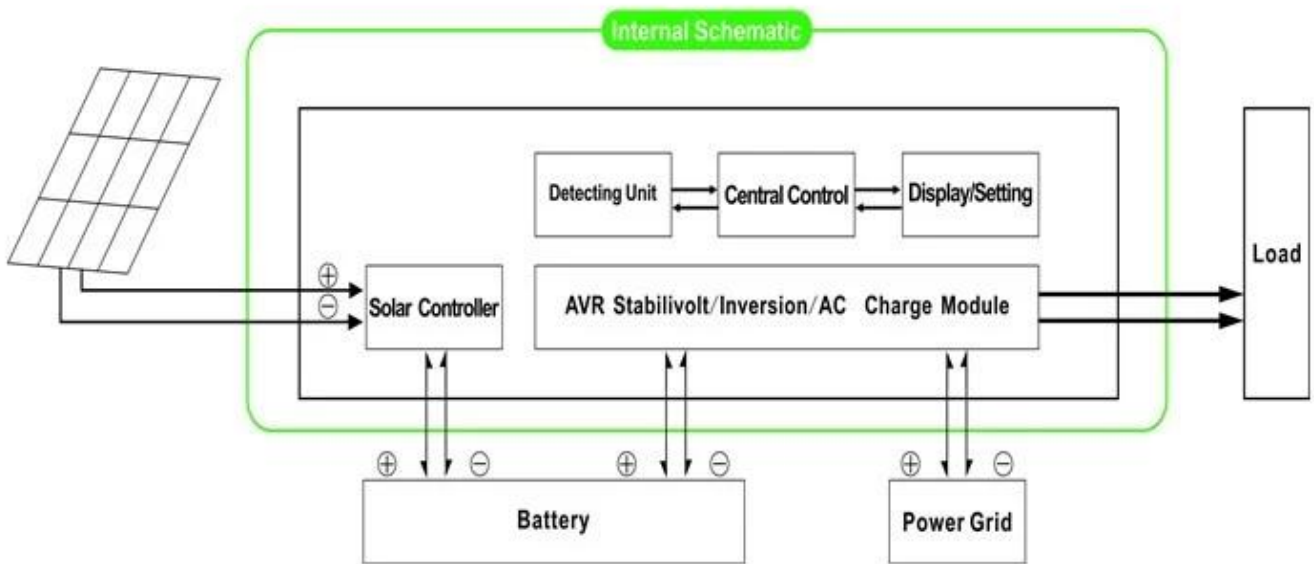 Internal Schematic
Detecting Unit
Central Control
Display/Setting
Load
⊕
⊖
Solar Controller
AVR Stabilivolt/Inversion/AC Charge Module
⊕ ⊖ ⊕ ⊖ ⊕ ⊖
Battery
Power Grid